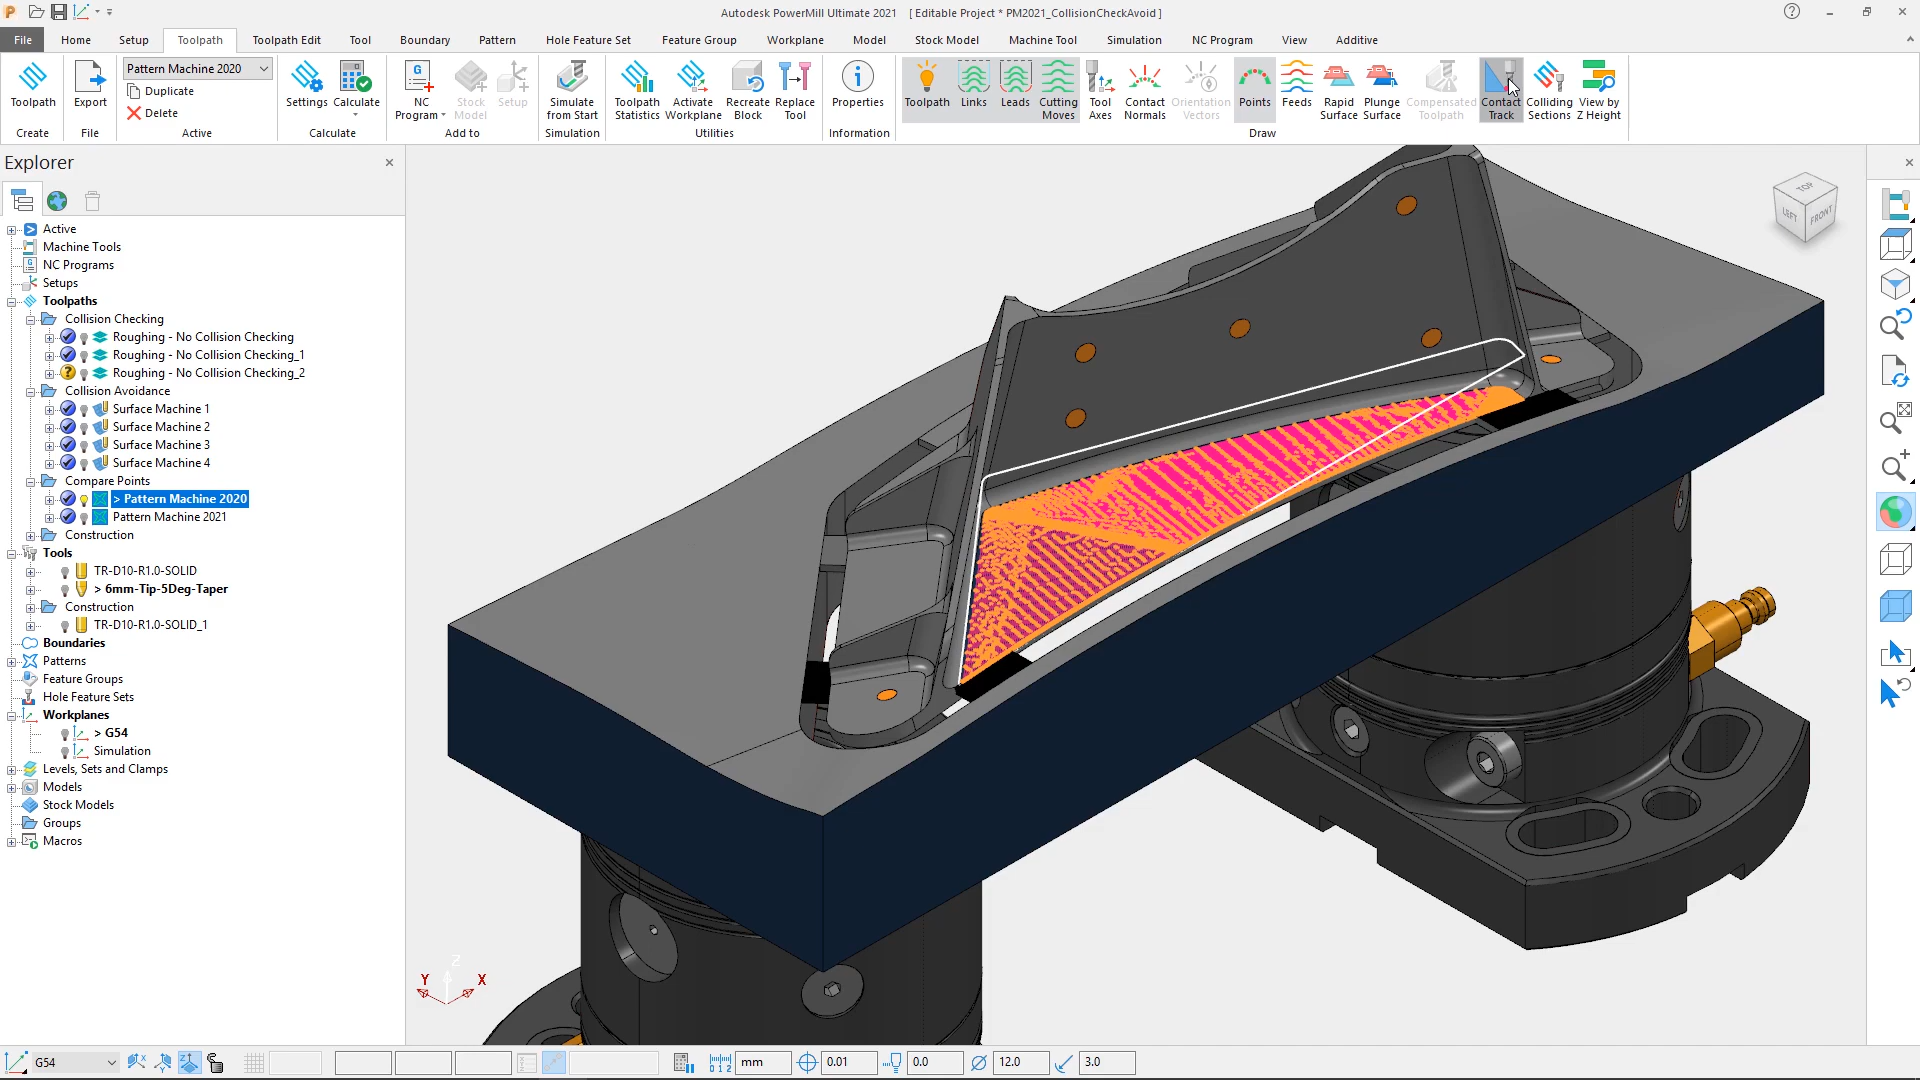 Autodesk PowerMill Ultimate 2021 [ Editable Project * PM2021_CollisionCheckAvoid ]
File Home Setup Toolpath Toolpath Edit Tool Boundary Pattern Hole Feature Set Feature Group Workplane Model Stock Model Machine Tool Simulation NC Program View Additive
Toolpath
Create
Export
File
Pattern Machine 2020
Duplicate
Delete
Active
Settings
Calculate
Calculate
NC Program
Stock Model
Setup
Add to
Simulate from Start
Simulation
Toolpath Statistics
Activate Workplane
Recreate Block
Replace Tool
Utilities
Properties
Information
Toolpath
Links
Leads
Cutting Moves
Tool Axes
Contact Normals
Orientation Vectors
Points
Feeds
Rapid Surface
Plunge Surface
Compensated Toolpath
Contact Track
Colliding Sections
View by Z Height
Draw
Explorer
Active
Machine Tools
NC Programs
Setups
Toolpaths
Collision Checking
Roughing - No Collision Checking
Roughing - No Collision Checking_1
Roughing - No Collision Checking_2
Collision Avoidance
Surface Machine 1
Surface Machine 2
Surface Machine 3
Surface Machine 4
Compare Points
> Pattern Machine 2020
Pattern Machine 2021
Construction
Tools
TR-D10-R1.0-SOLID
> 6mm-Tip-5Deg-Taper
Construction
TR-D10-R1.0-SOLID_1
Boundaries
Patterns
Feature Groups
Hole Feature Sets
Workplanes
> G54
Simulation
Levels, Sets and Clamps
Models
Stock Models
Groups
Macros
TOP
LEFT
FRONT
Z
Y
X
G54
mm
0.01
0.0
12.0
3.0